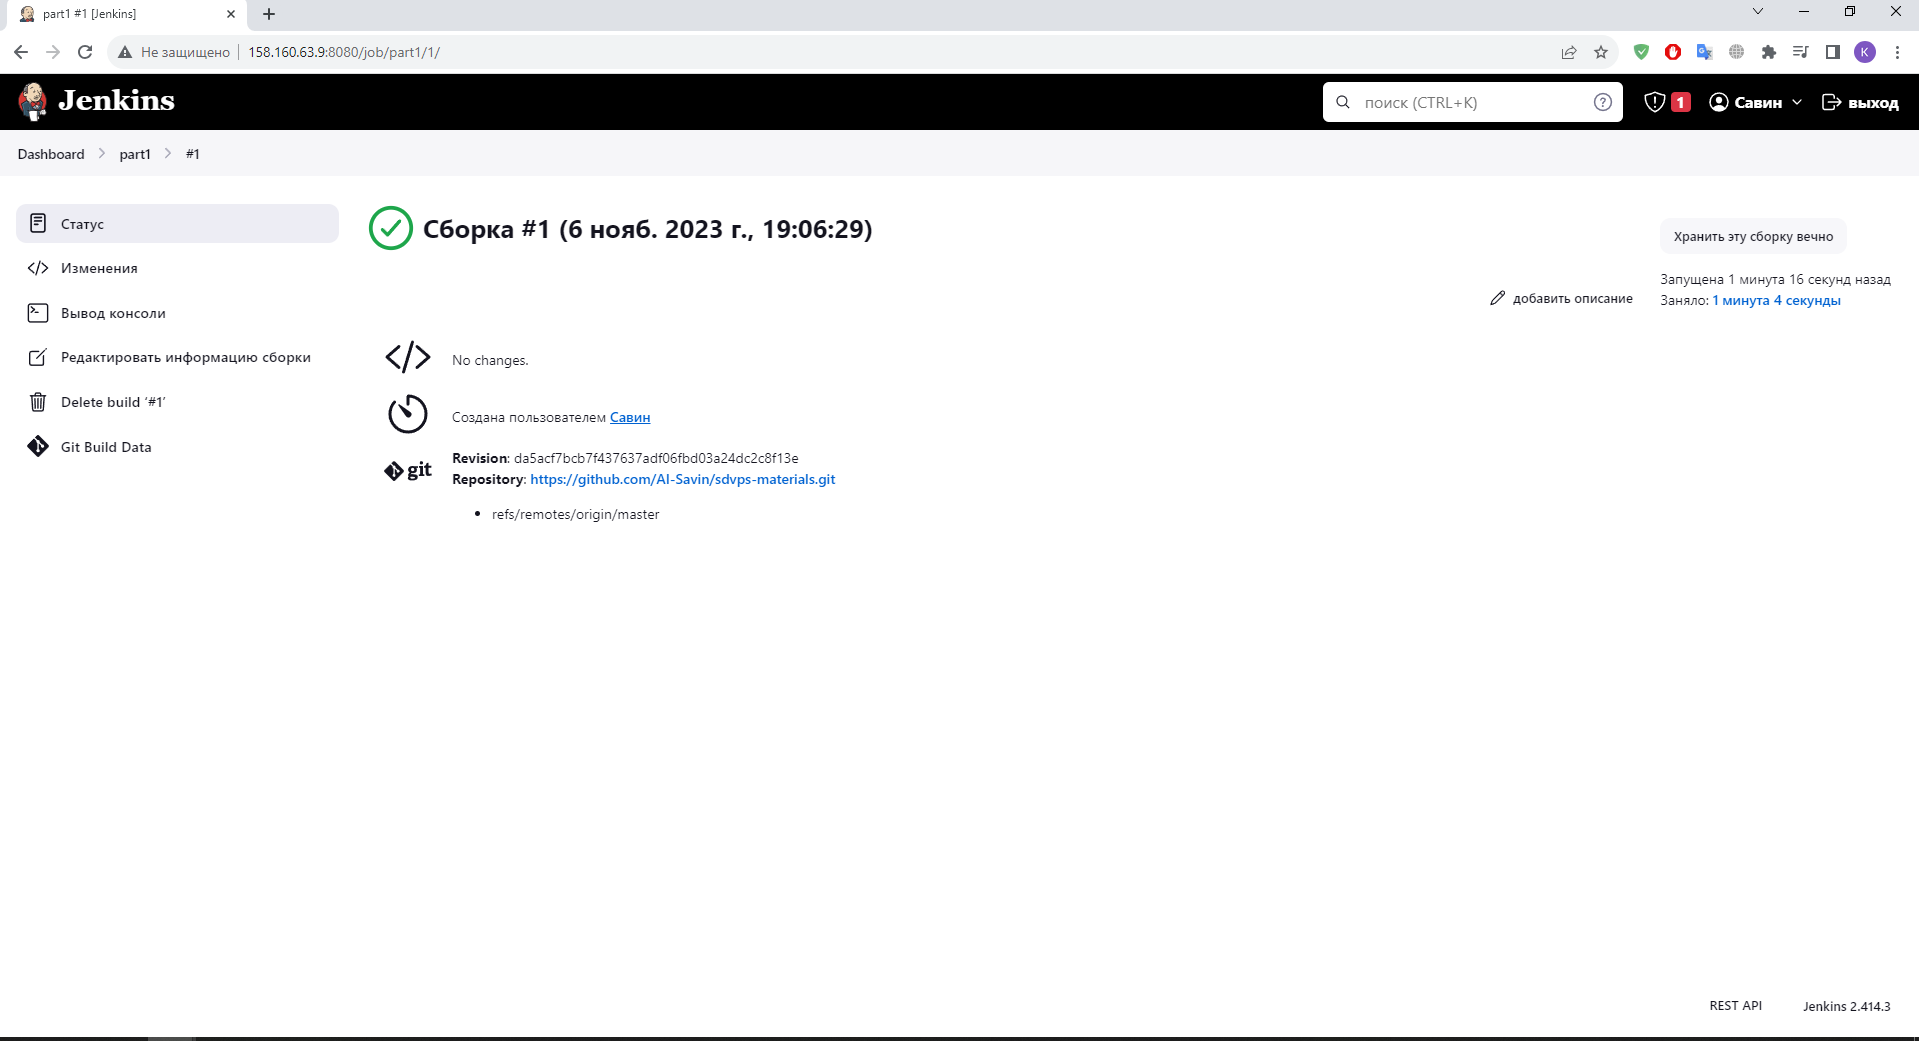 part1 #1 [Jenkins]
Не защищено 158.160.63.9:8080/job/part1/1/
K
Jenkins
поиск (CTRL+K)
1
Савин
выход
Dashboard
part1
#1
Статус
Изменения
Вывод консоли
Редактировать информацию сборки
Delete build ‘#1’
Git Build Data
Сборка #1 (6 нояб. 2023 г., 19:06:29)
Хранить эту сборку вечно
добавить описание
Запущена 1 минута 16 секунд назад
Заняло: 1 минута 4 секунды
No changes.
Создана пользователем Савин
git
Revision: da5acf7bcb7f437637adf06fbd03a24dc2c8f13e
Repository: https://github.com/AI-Savin/sdvps-materials.git
refs/remotes/origin/master
REST API
Jenkins 2.414.3